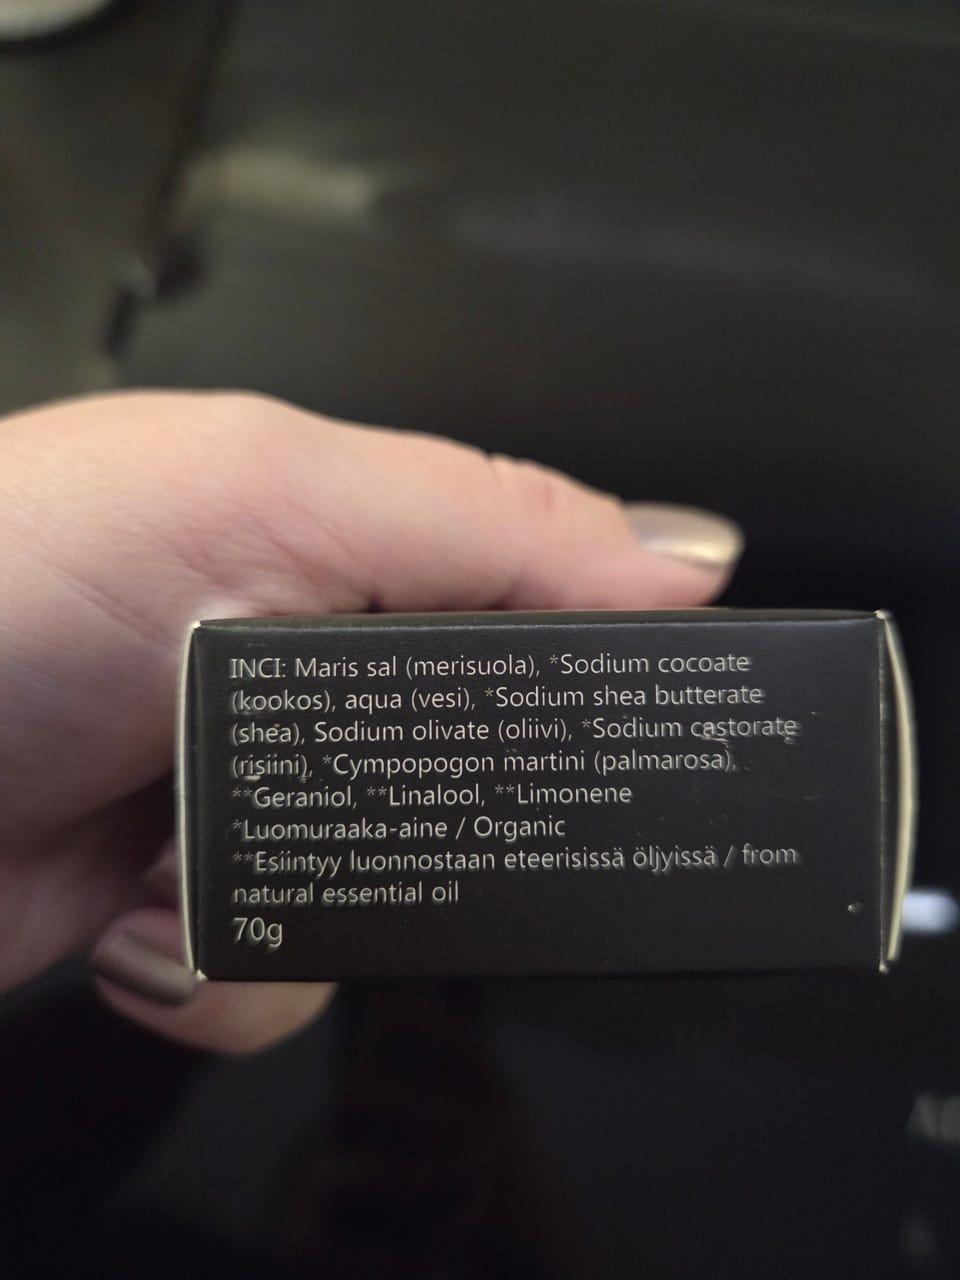 INCI: Maris sal (merisuola), *Sodium cocoate
(kookos), aqua (vesi), *Sodium shea butterate
(shea), Sodium olivate (oliivi), *Sodium castorate
(risiini), *Cympopogon martini (palmarosa),
**Geraniol, **Linalool, **Limonene
*Luomuraaka-aine / Organic
**Esiintyy luonnostaan eteerisissä öljyissä / from
natural essential oil
70g